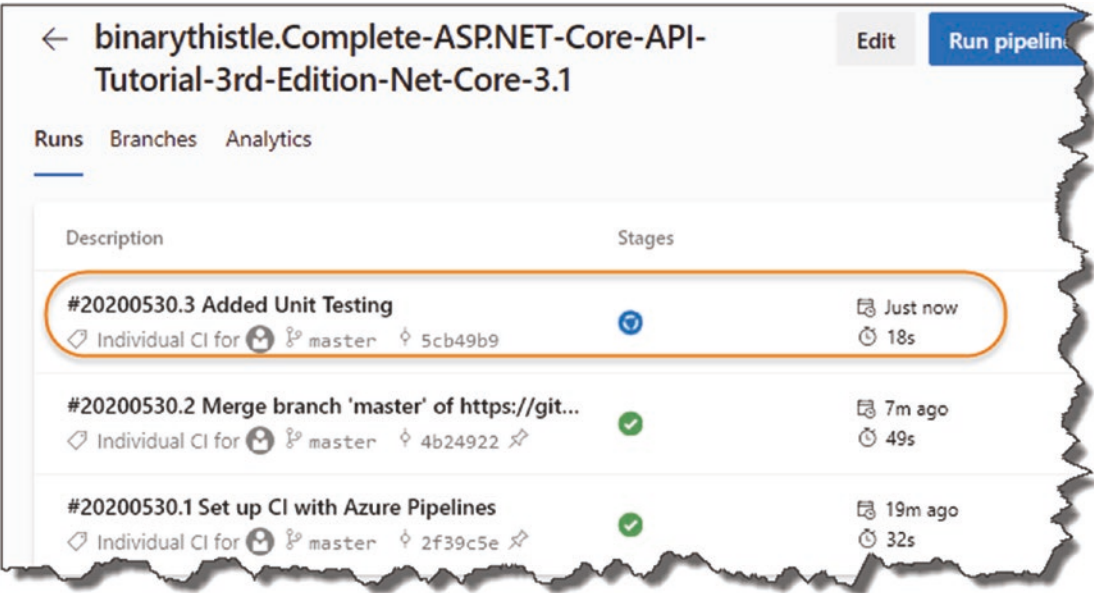 binarythistle.Complete-ASP.NET-Core-API-
Tutorial-3rd-Edition-Net-Core-3.1
Edit
Run pipeline
Runs Branches Analytics
Description Stages
#20200530.3 Added Unit Testing
Just now
Individual CI for master 5cb49b9
18s
#20200530.2 Merge branch 'master' of https://git...
7m ago
Individual CI for master 4b24922
49s
#20200530.1 Set up CI with Azure Pipelines
19m ago
Individual CI for master 2f39c5e
32s